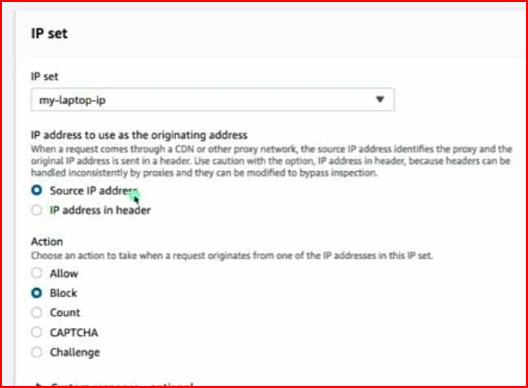 IP set
IP set
my-laptop-ip
IP address to use as the originating address
When a request comes through a CDN or other proxy network, the source IP address identifies the proxy and the
original IP address is sent in a header. Use caution with the option, IP address in header, because headers can be
handled inconsistently by proxies and they can be modified to bypass inspection.
Source IP address
IP address in header
Action
Choose an action to take when a request originates from one of the IP addresses in this IP set.
Allow
Block
Count
CAPTCHA
Challenge